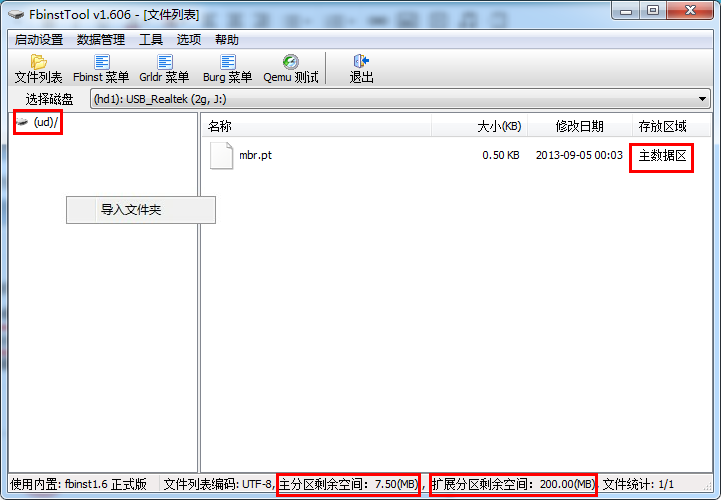 FbinstTool v1.606 - [文件列表]
启动设置 数据管理 工具 选项 帮助
文件列表 Fbinst 菜单 Grldr 菜单 Burg 菜单 Qemu 测试 退出
选择磁盘 (hd1): USB_Realtek (2g, J:)
(ud)/
名称 大小(KB) 修改日期 存放区域
mbr.pt 0.50 KB 2013-09-05 00:03 主数据区
导入文件夹
使用内置: fbinst1.6 正式版 文件列表编码: UTF-8, 主分区剩余空间: 7.50(MB), 扩展分区剩余空间: 200.00(MB), 文件统计: 1/1